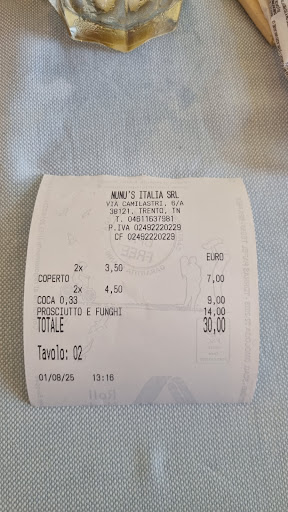 NUNU'S ITALIA SRL
VIA CAMILASTRI, 6/A
38121, TRENTO, TN
T. 04611637981
P.IVA 02492220229
CF 02492220229
EURO
2x 3,50
COPERTO 7,00
2x 4,50
COCA 0,33 9,00
PROSCIUTTO E FUNGHI 14,00
TOTALE 30,00
Tavolo: 02
01/08/25 13:16